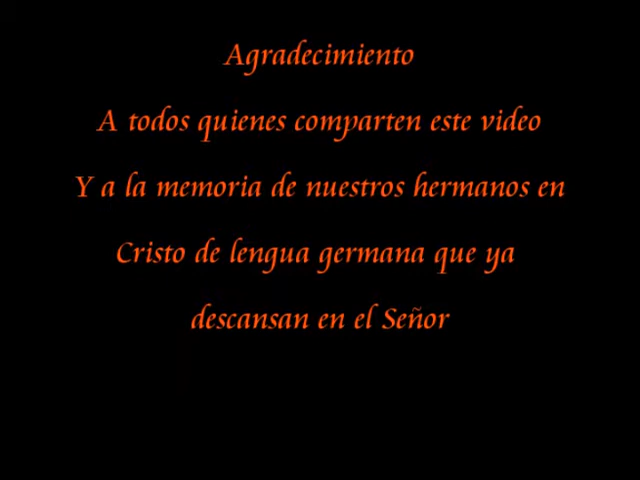 Agradecimiento
A todos quienes comparten este video
Y a la memoria de nuestros hermanos en
Cristo de lengua germana que ya
descansan en el Señor